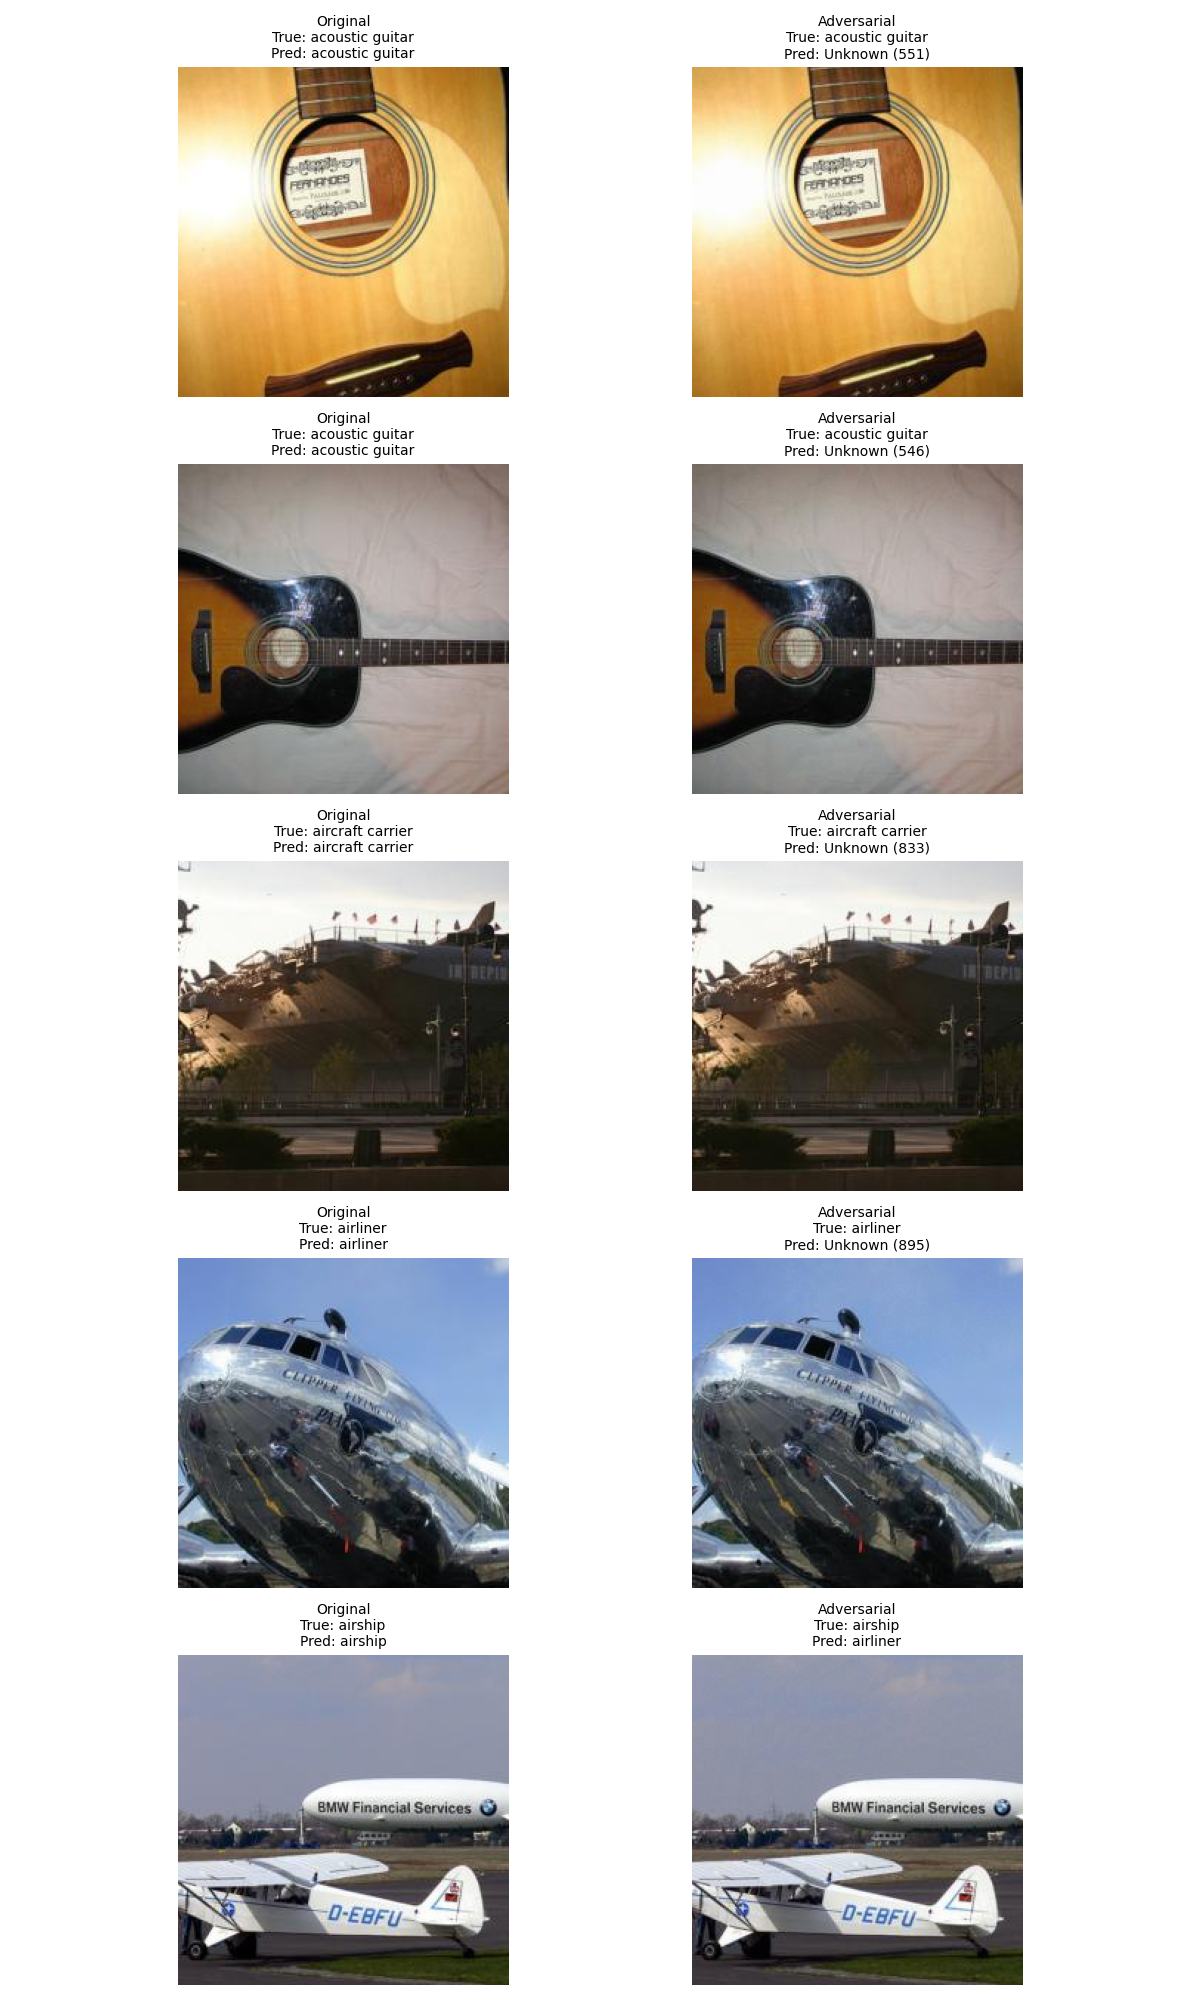 Original
True: acoustic guitar
Pred: acoustic guitar
Adversarial
True: acoustic guitar
Pred: Unknown (551)
FERNANDES
FERNANDES
Original
True: acoustic guitar
Pred: acoustic guitar
Adversarial
True: acoustic guitar
Pred: Unknown (546)
Original
True: aircraft carrier
Pred: aircraft carrier
Adversarial
True: aircraft carrier
Pred: Unknown (833)
INTREPID
INTREPID
Original
True: airliner
Pred: airliner
Adversarial
True: airliner
Pred: Unknown (895)
CLIPPER FLYING
PAA
CLIPPER FLYING
PAA
Original
True: airship
Pred: airship
Adversarial
True: airship
Pred: airliner
BMW Financial Services
D-EBFU
BMW Financial Services
D-EBFU